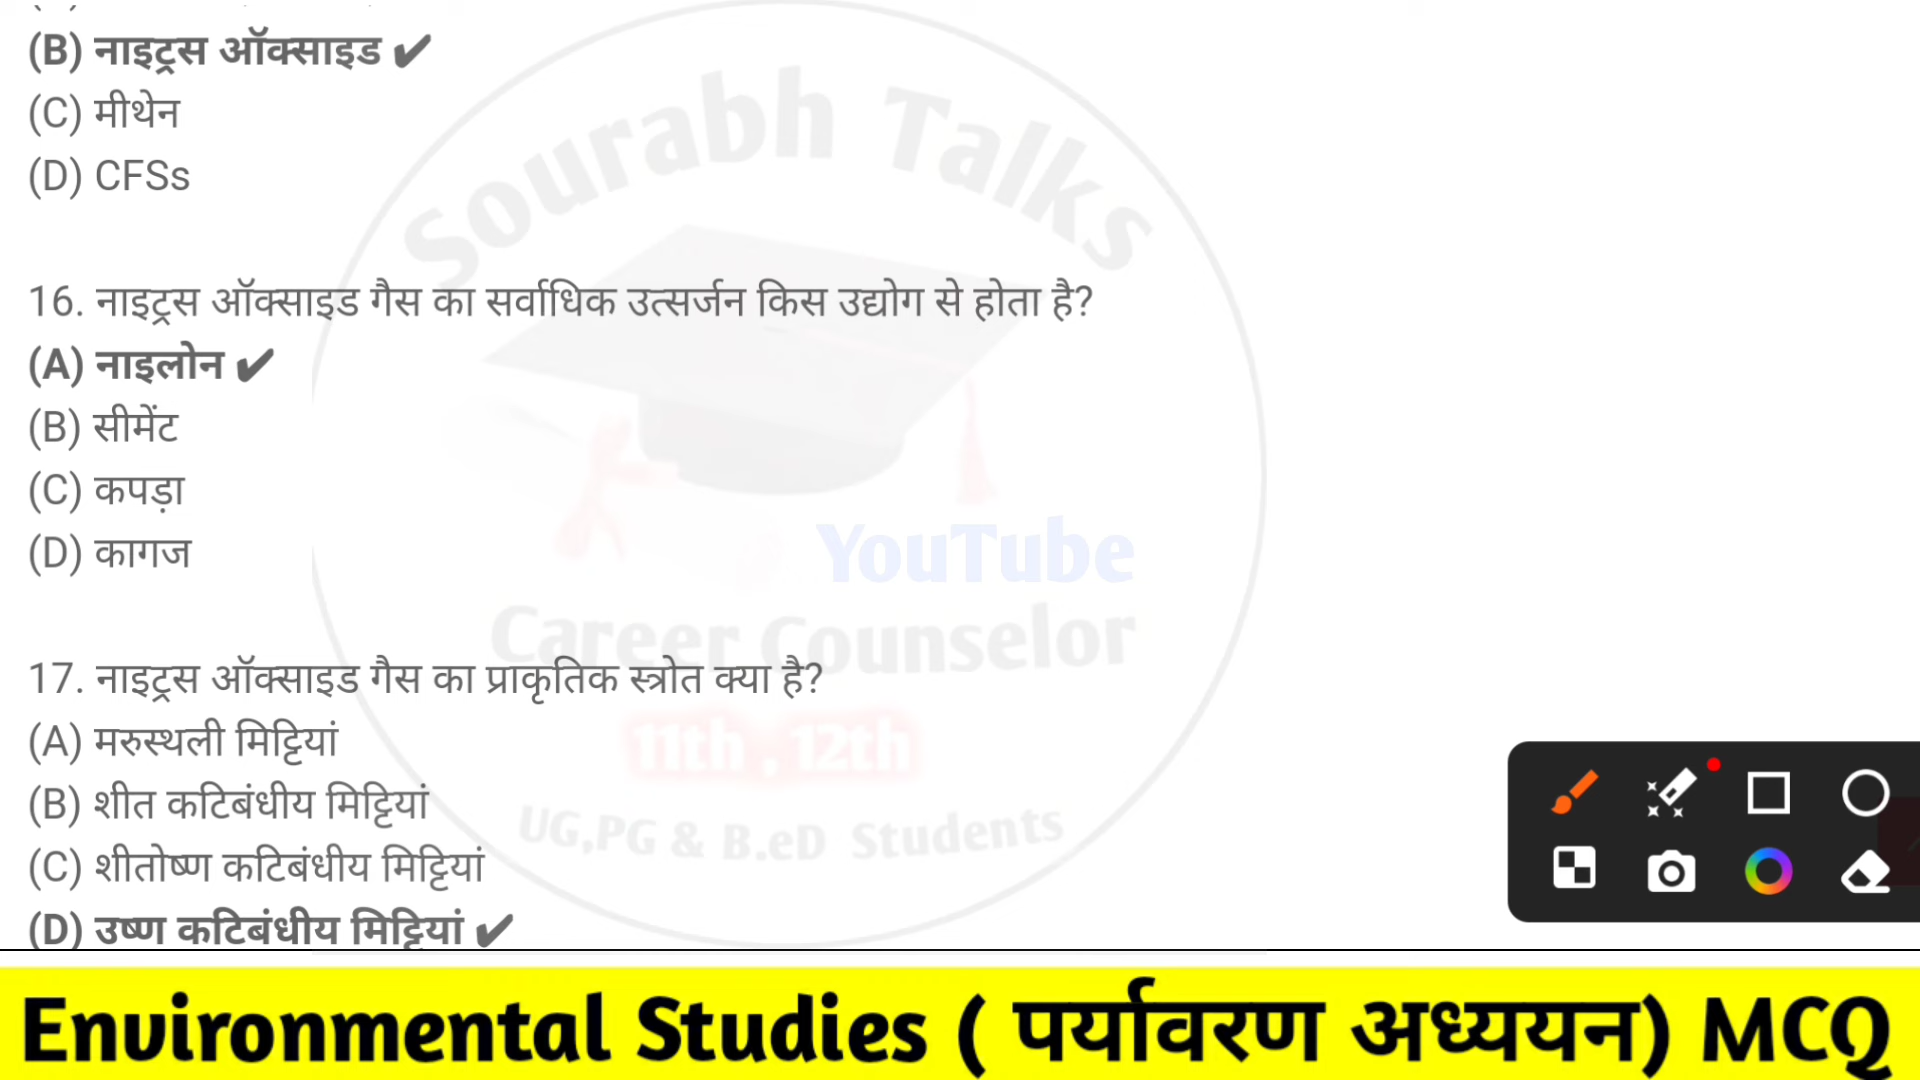 (B) नाइट्रस ऑक्साइड ✔
(C) मीथेन
(D) CFSs
16. नाइट्रस ऑक्साइड गैस का सर्वाधिक उत्सर्जन किस उद्योग से होता है?
(A) नाइलोन ✔
(B) सीमेंट
(C) कपड़ा
(D) कागज
17. नाइट्रस ऑक्साइड गैस का प्राकृतिक स्त्रोत क्या है?
(A) मरुस्थली मिट्टियां
(B) शीत कटिबंधीय मिट्टियां
(C) शीतोष्ण कटिबंधीय मिट्टियां
(D) उष्ण कटिबंधीय मिट्टियां ✔
Sourabh Talks
YouTube
Career Counselor
11th , 12th
UG,PG & B.eD Students
Environmental Studies ( पर्यावरण अध्ययन) MCQ